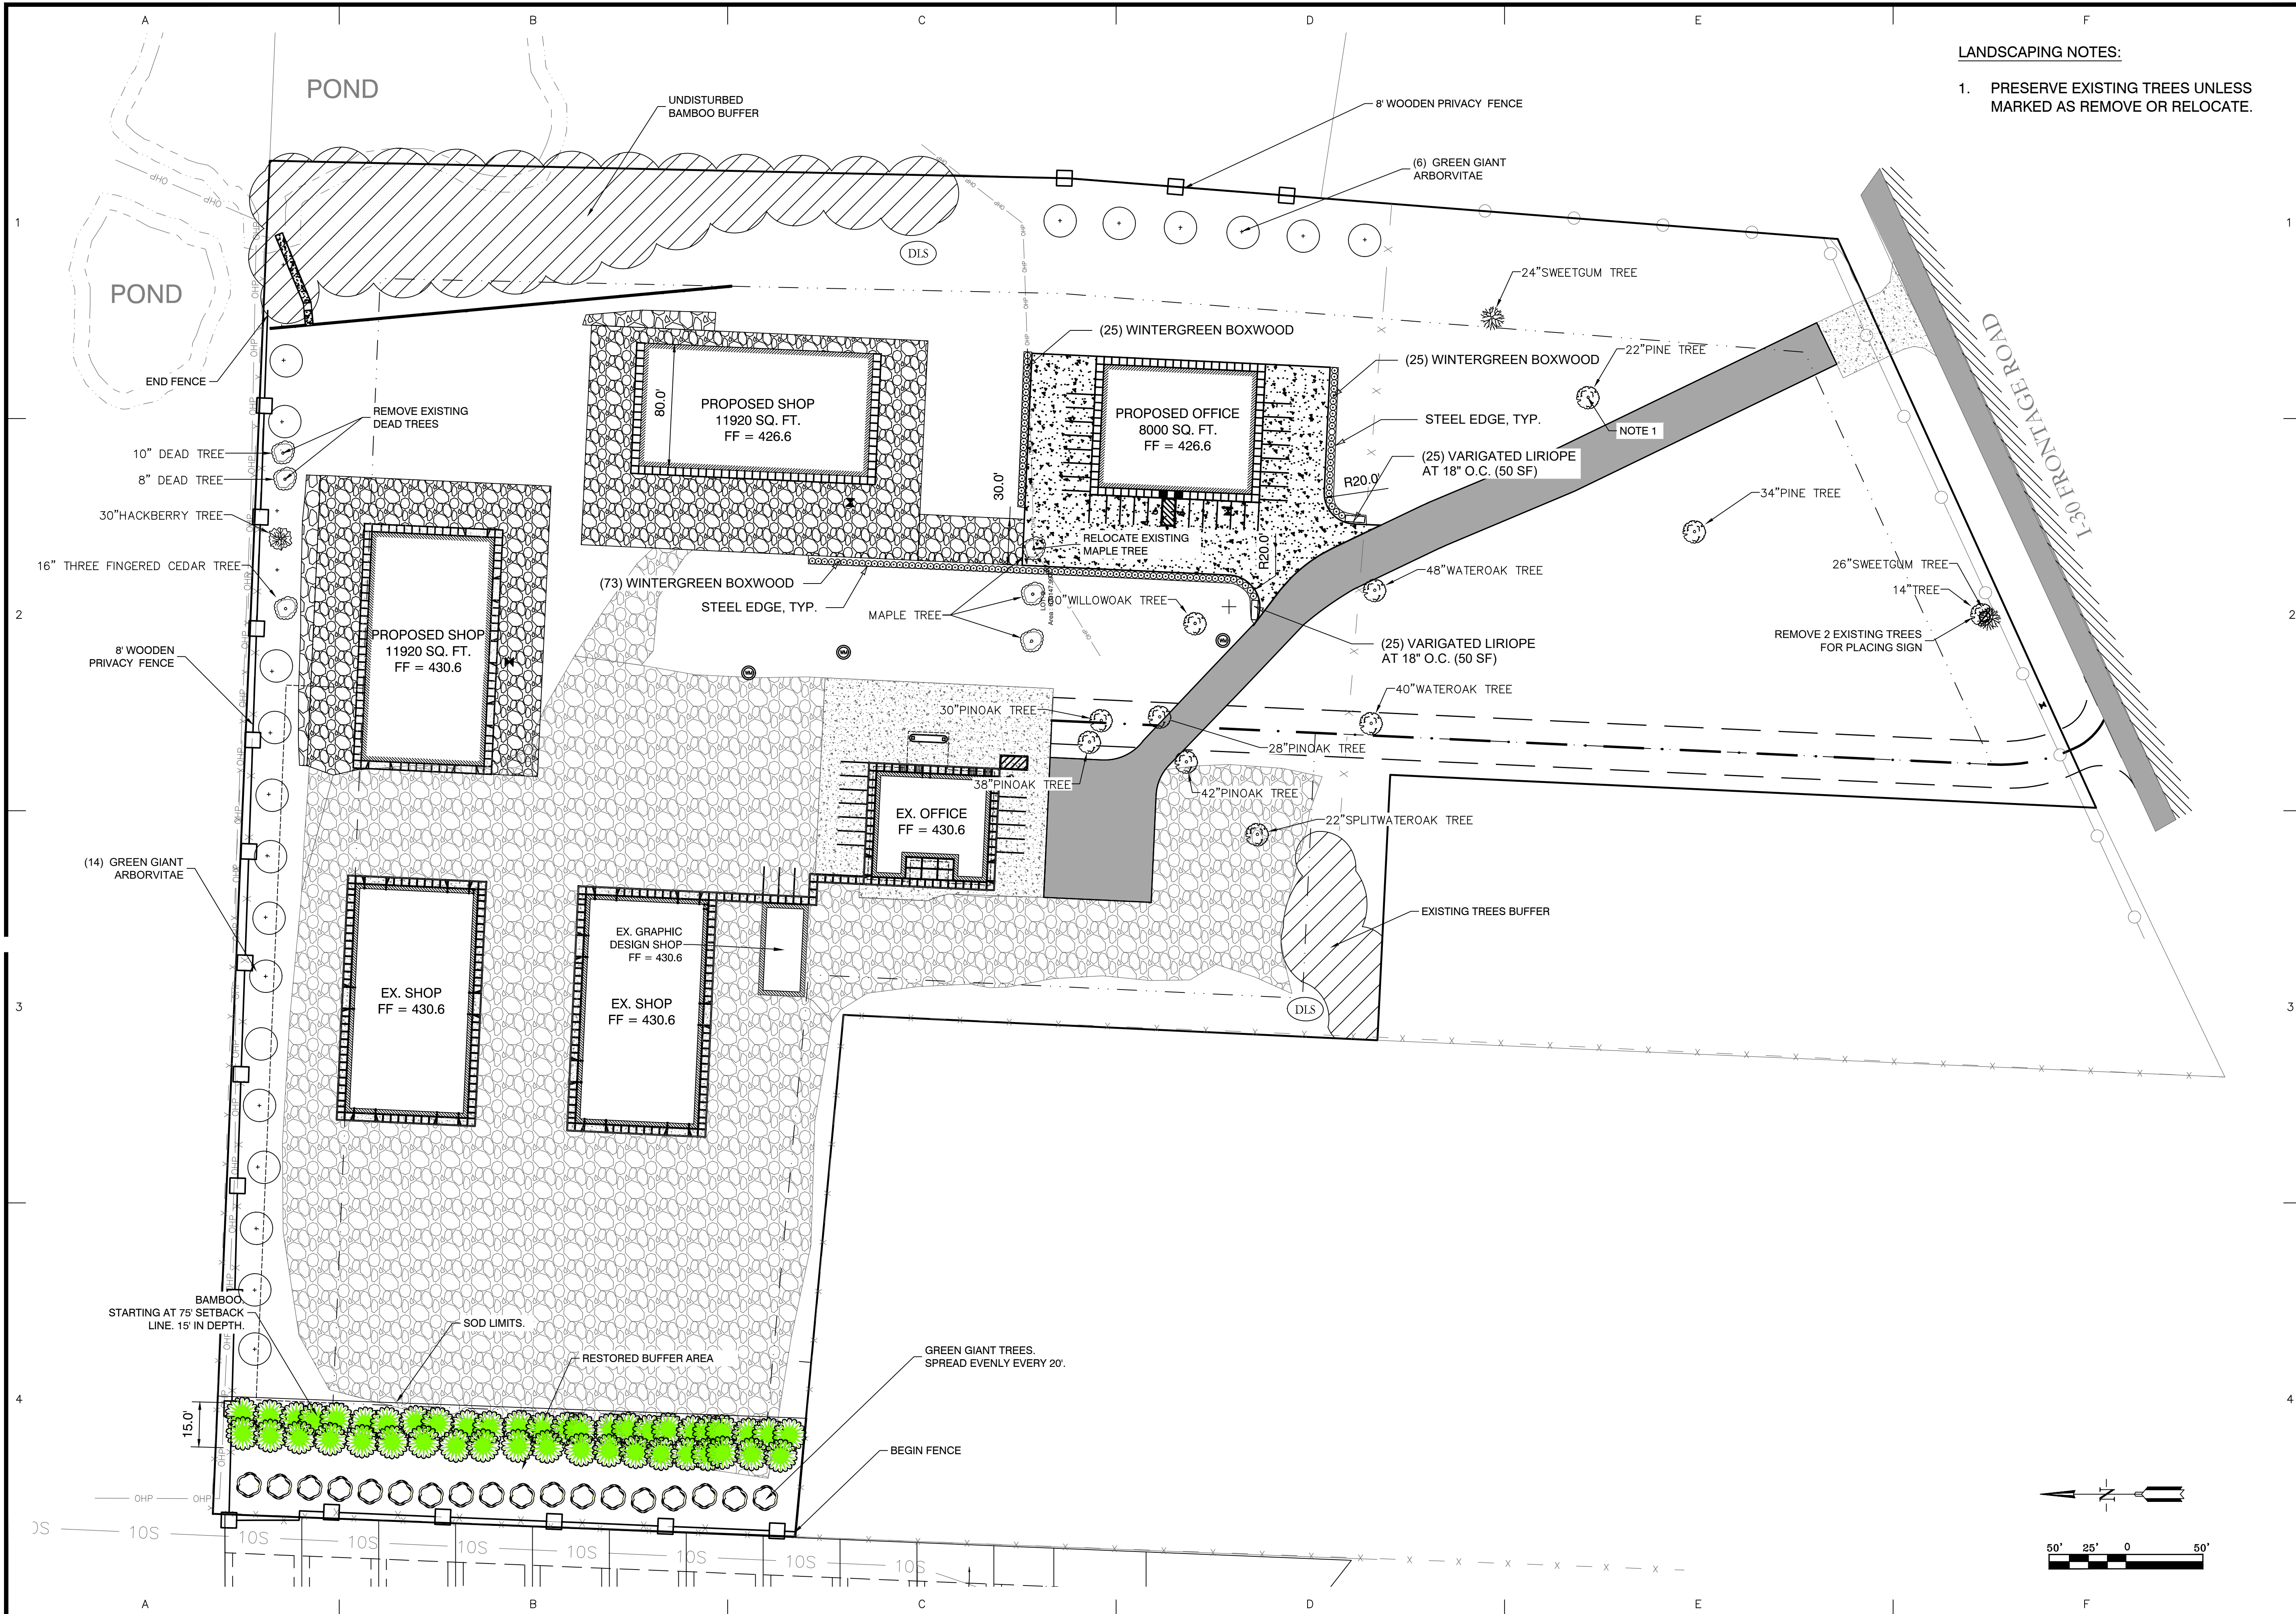 A B C D E F
LANDSCAPING NOTES:
1. PRESERVE EXISTING TREES UNLESS
MARKED AS REMOVE OR RELOCATE.
POND
UNDISTURBED
BAMBOO BUFFER
8' WOODEN PRIVACY FENCE
(6) GREEN GIANT
ARBORVITAE
OHP
OHP
OHP
OHP
OHP
1
1
DLS
POND
24"SWEETGUM TREE
I-30 FRONTAGE ROAD
(25) WINTERGREEN BOXWOOD
(25) WINTERGREEN BOXWOOD
22"PINE TREE
END FENCE
80.0'
PROPOSED SHOP
11920 SQ. FT.
FF = 426.6
PROPOSED OFFICE
8000 SQ. FT.
FF = 426.6
REMOVE EXISTING
DEAD TREES
STEEL EDGE, TYP.
NOTE 1
10" DEAD TREE
8" DEAD TREE
(25) VARIGATED LIRIOPE
AT 18" O.C. (50 SF)
30.0'
R20.0'
34"PINE TREE
30"HACKBERRY TREE
RELOCATE EXISTING
MAPLE TREE
R20.0'
16" THREE FINGERED CEDAR TREE
(73) WINTERGREEN BOXWOOD
STEEL EDGE, TYP.
48"WATEROAK TREE
26"SWEETGUM TREE
14"TREE
MAPLE TREE
30"WILLOWOAK TREE
2
2
PROPOSED SHOP
11920 SQ. FT.
FF = 430.6
REMOVE 2 EXISTING TREES
FOR PLACING SIGN
(25) VARIGATED LIRIOPE
AT 18" O.C. (50 SF)
8' WOODEN
PRIVACY FENCE
WM
WM
WM
40"WATEROAK TREE
30"PINOAK TREE
28"PINOAK TREE
38"PINOAK TREE
42"PINOAK TREE
EX. OFFICE
FF = 430.6
22"SPLITWATEROAK TREE
(14) GREEN GIANT
ARBORVITAE
EXISTING TREES BUFFER
EX. GRAPHIC
DESIGN SHOP
FF = 430.6
EX. SHOP
FF = 430.6
EX. SHOP
FF = 430.6
3
3
DLS
BAMBOO.
STARTING AT 75' SETBACK
LINE. 15' IN DEPTH.
SOD LIMITS.
RESTORED BUFFER AREA
GREEN GIANT TREES.
SPREAD EVENLY EVERY 20'.
4
4
15.0'
BEGIN FENCE
OHP OHP
N
10S 10S 10S 10S 10S 10S 10S 10S
50' 25' 0 50'
A B C D E F